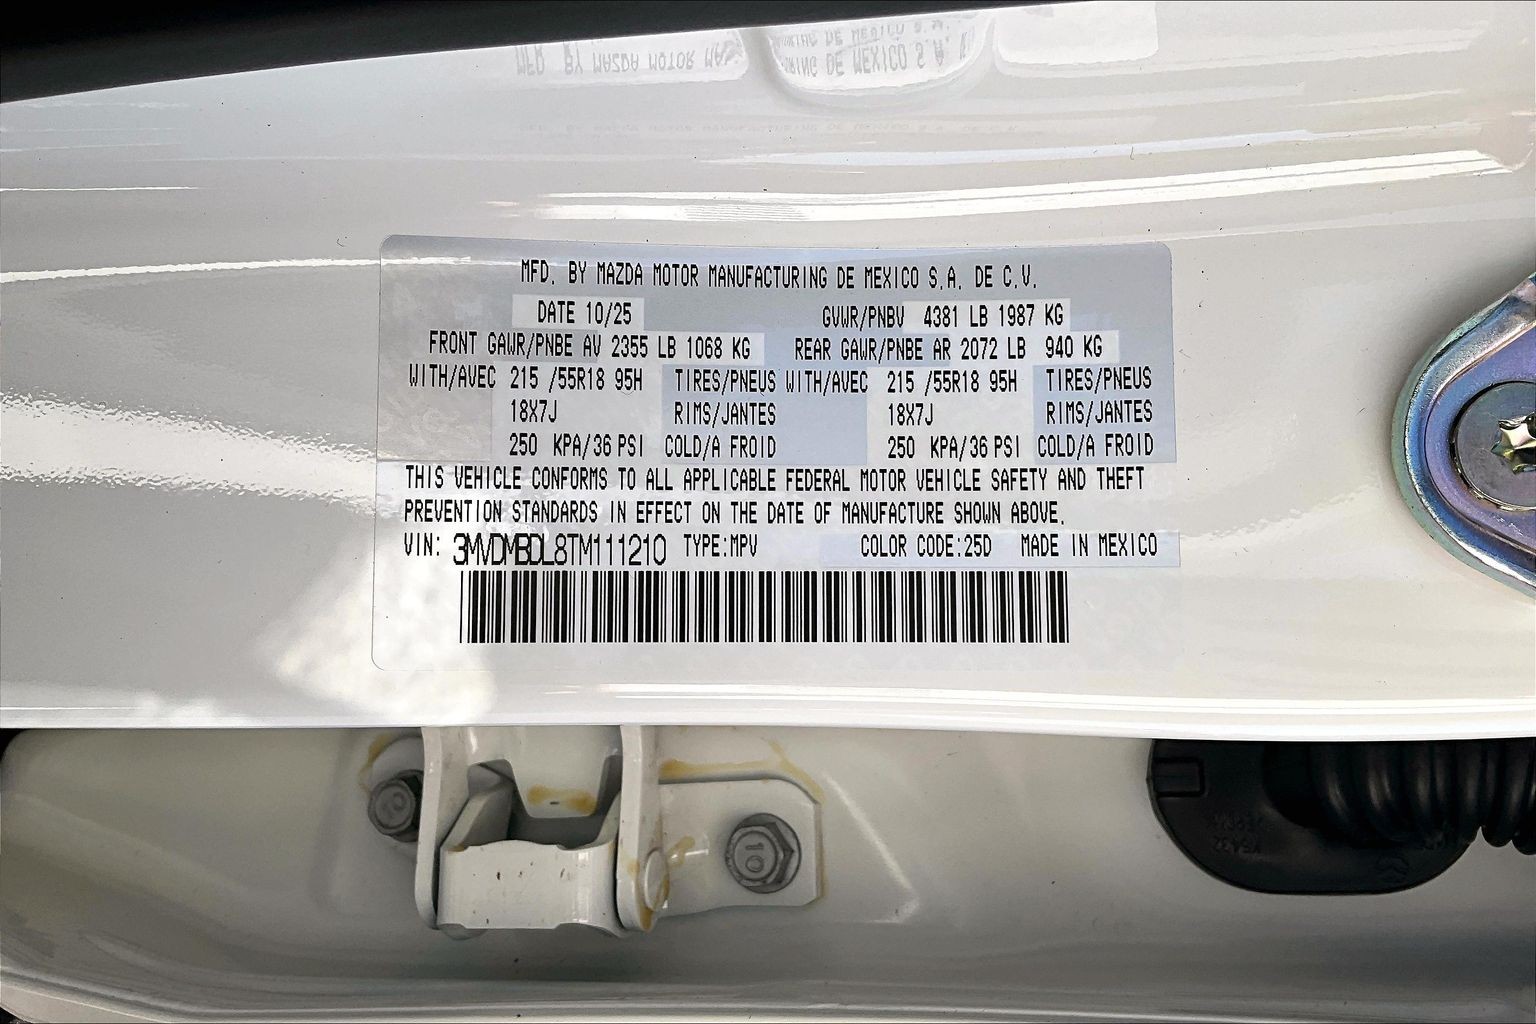 MFD. BY MAZDA MOTOR MANUFACTURING DE MEXICO S.A. DE C.V.
DATE 10/25 GVWR/PNBV 4381 LB 1987 KG
FRONT GAWR/PNBE AV 2355 LB 1068 KG REAR GAWR/PNBE AR 2072 LB 940 KG
WITH/AVEC 215 /55R18 95H TIRES/PNEUS WITH/AVEC 215 /55R18 95H TIRES/PNEUS
18X7J RIMS/JANTES 18X7J RIMS/JANTES
250 KPA/36 PSI COLD/A FROID 250 KPA/36 PSI COLD/A FROID
THIS VEHICLE CONFORMS TO ALL APPLICABLE FEDERAL MOTOR VEHICLE SAFETY AND THEFT
PREVENTION STANDARDS IN EFFECT ON THE DATE OF MANUFACTURE SHOWN ABOVE.
VIN: 3MVDMBDL8TM111210 TYPE:MPV COLOR CODE:25D MADE IN MEXICO
10